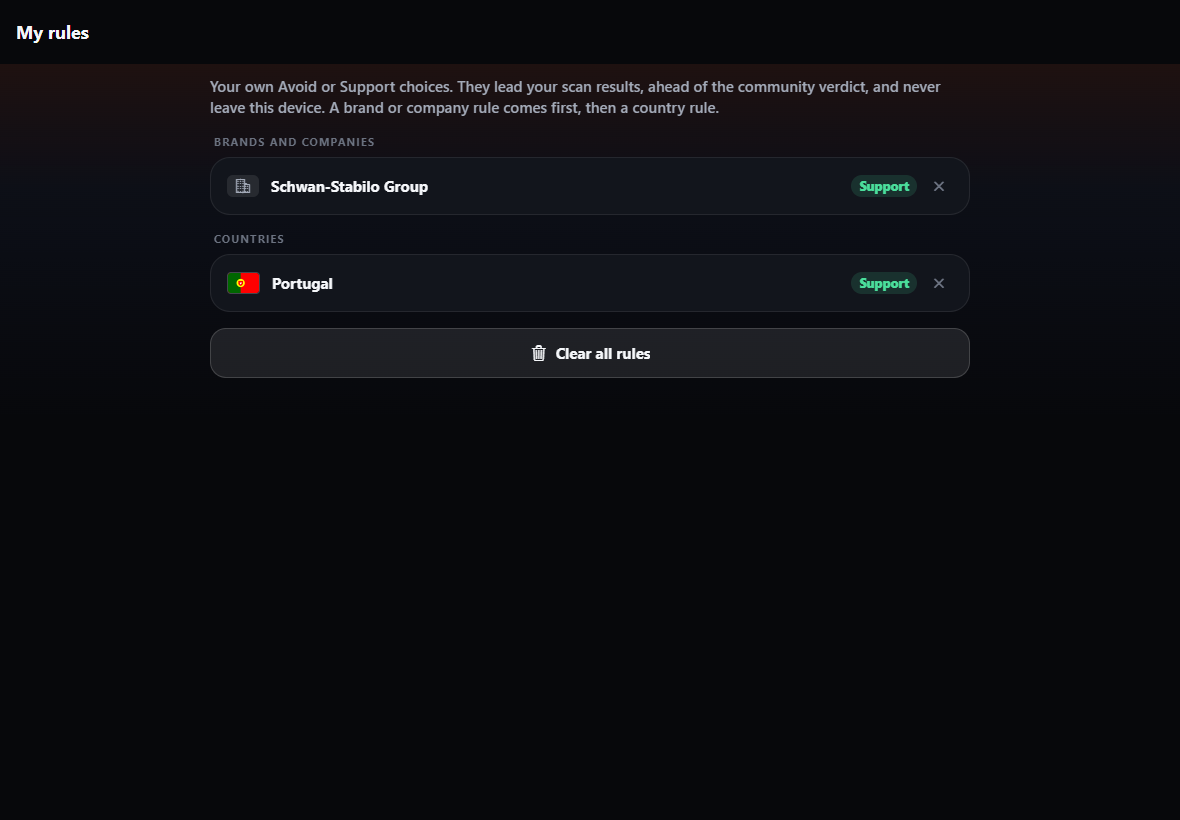 My rules
Your own Avoid or Support choices. They lead your scan results, ahead of the community verdict, and never
leave this device. A brand or company rule comes first, then a country rule.
BRANDS AND COMPANIES
Schwan-Stabilo Group
Support
COUNTRIES
Portugal
Support
Clear all rules